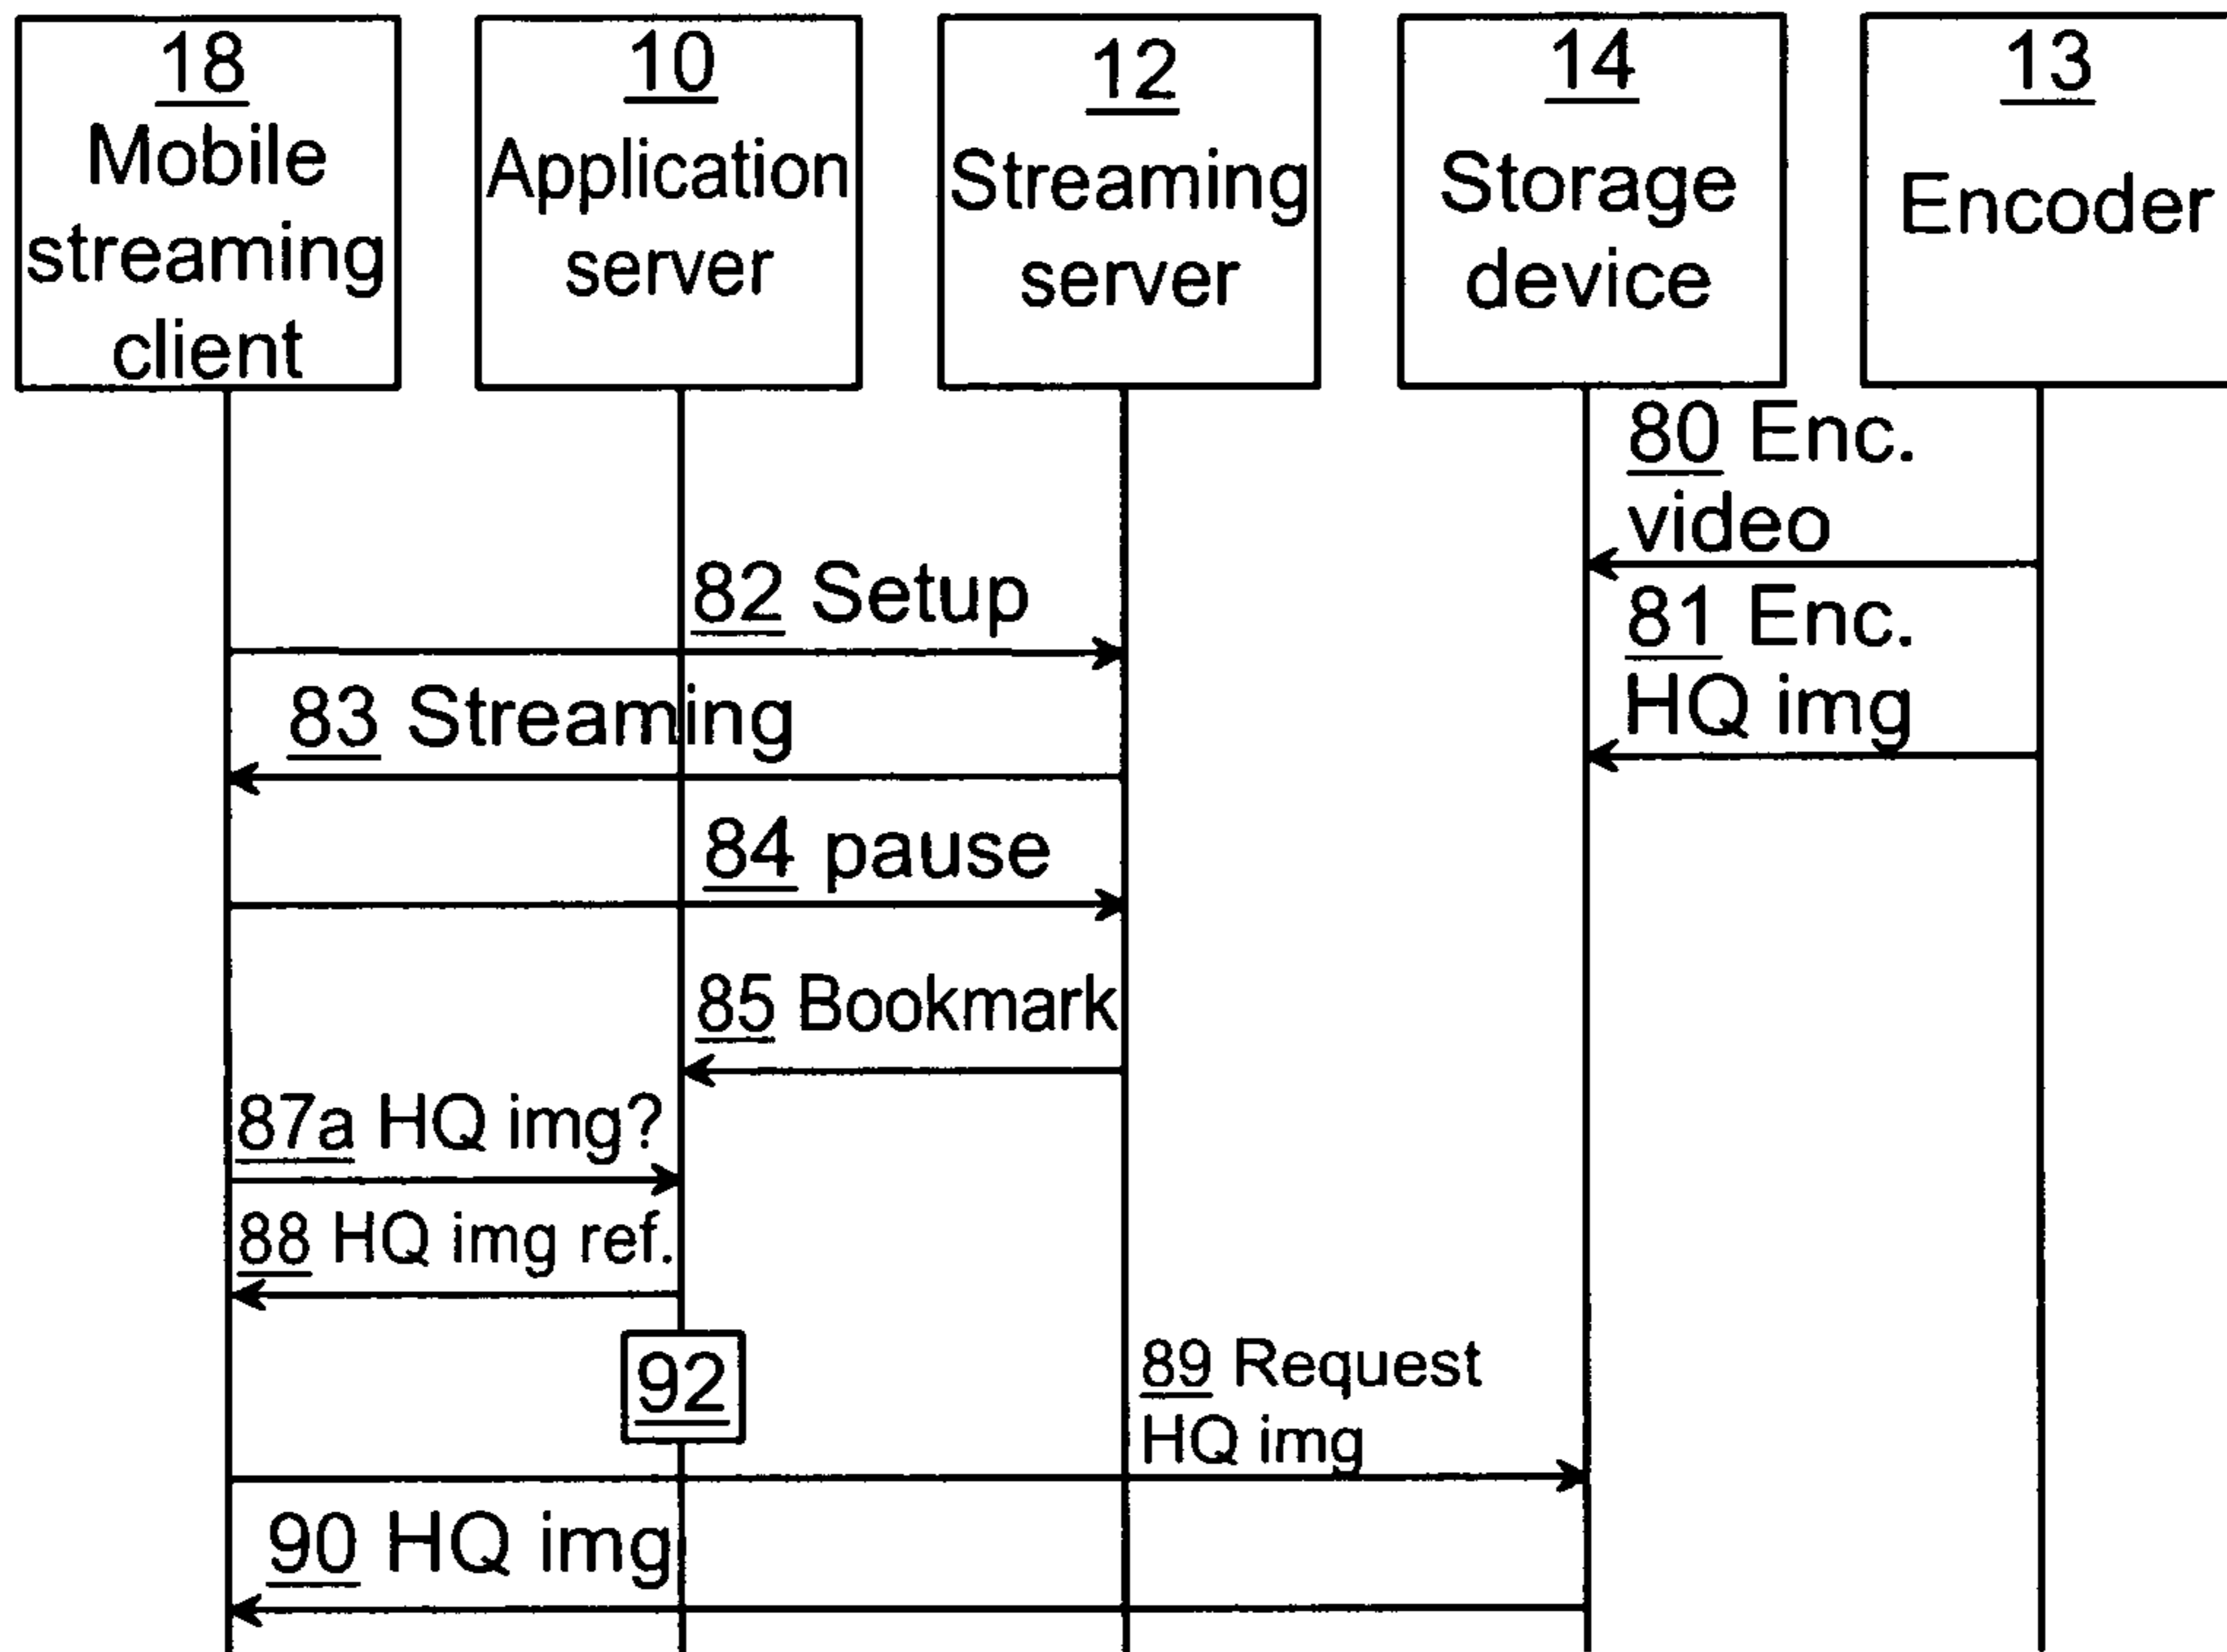 18
Mobile
streaming
client
10
Application
server
12
Streaming
server
14
Storage
device
13
Encoder
80 Enc.
video
81 Enc.
HQ img
82 Setup
83 Streaming
84 pause
85 Bookmark
87a HQ img?
88 HQ img ref.
92
89 Request
HQ img
90 HQ img